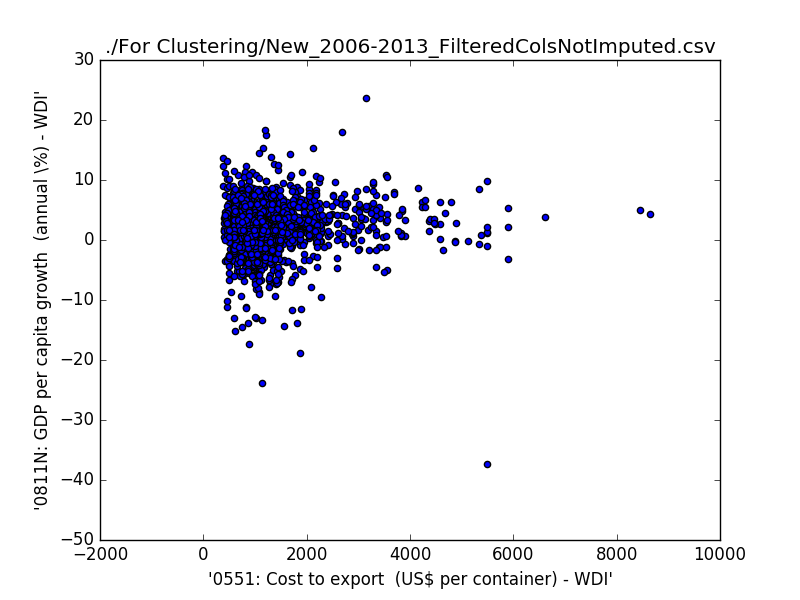 ./For Clustering/New_2006-2013_FilteredColsNotImputed.csv
30
20
10
0
−10
−20
−30
−40
−50
'0811N: GDP per capita growth  (annual \%) - WDI'
−2000 0 2000 4000 6000 8000 10000
'0551: Cost to export  (US$ per container) - WDI'